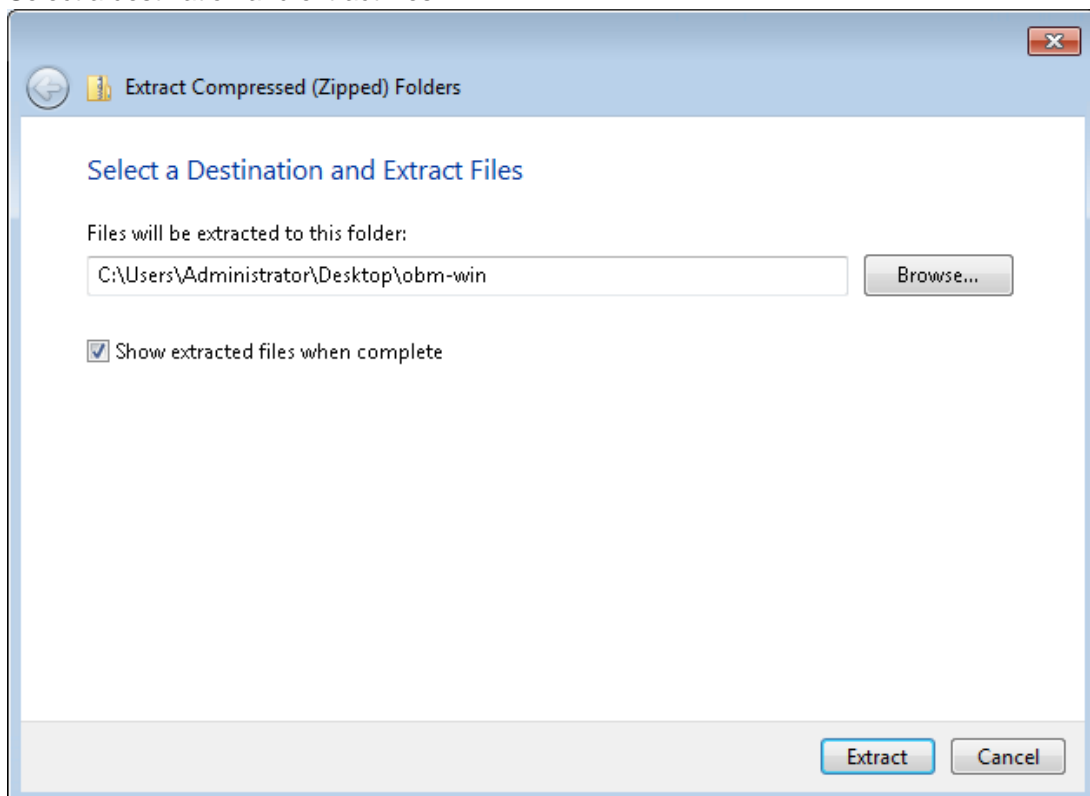 Extract Compressed (Zipped) Folders
Select a Destination and Extract Files
Files will be extracted to this folder:
C:\Users\Administrator\Desktop\obm-win
Browse...
Show extracted files when complete
Extract
Cancel